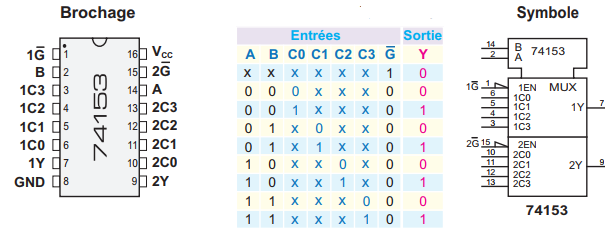 Brochage
1G̅ 1 16 Vcc
B 2 15 2G̅
1C3 3 14 A
1C2 4 13 2C3
1C1 5 12 2C2
1C0 6 11 2C1
1Y 7 10 2C0
GND 8 9 2Y
74153
Entrées Sortie
A B C0 C1 C2 C3 G̅ Y
x x x x x x 1 0
0 0 0 x x x 0 0
0 0 1 x x x 0 1
0 1 x 0 x x 0 0
0 1 x 1 x x 0 1
1 0 x x 0 x 0 0
1 0 x x 1 x 0 1
1 1 x x x 0 0 0
1 1 x x x 1 0 1
Symbole
14 B 74153
2 A
1G̅ 1 1EN MUX
6 1C0
5 1C1 1Y 7
4 1C2
3 1C3
2G̅ 15 2EN
10 2C0
11 2C1 2Y 9
12 2C2
13 2C3
74153